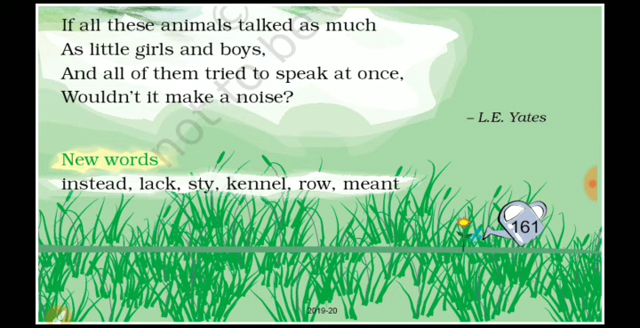 If all these animals talked as much
As little girls and boys,
And all of them tried to speak at once,
Wouldn't it make a noise?
– L.E. Yates
New words
instead, lack, sty, kennel, row, meant
161
2019-20